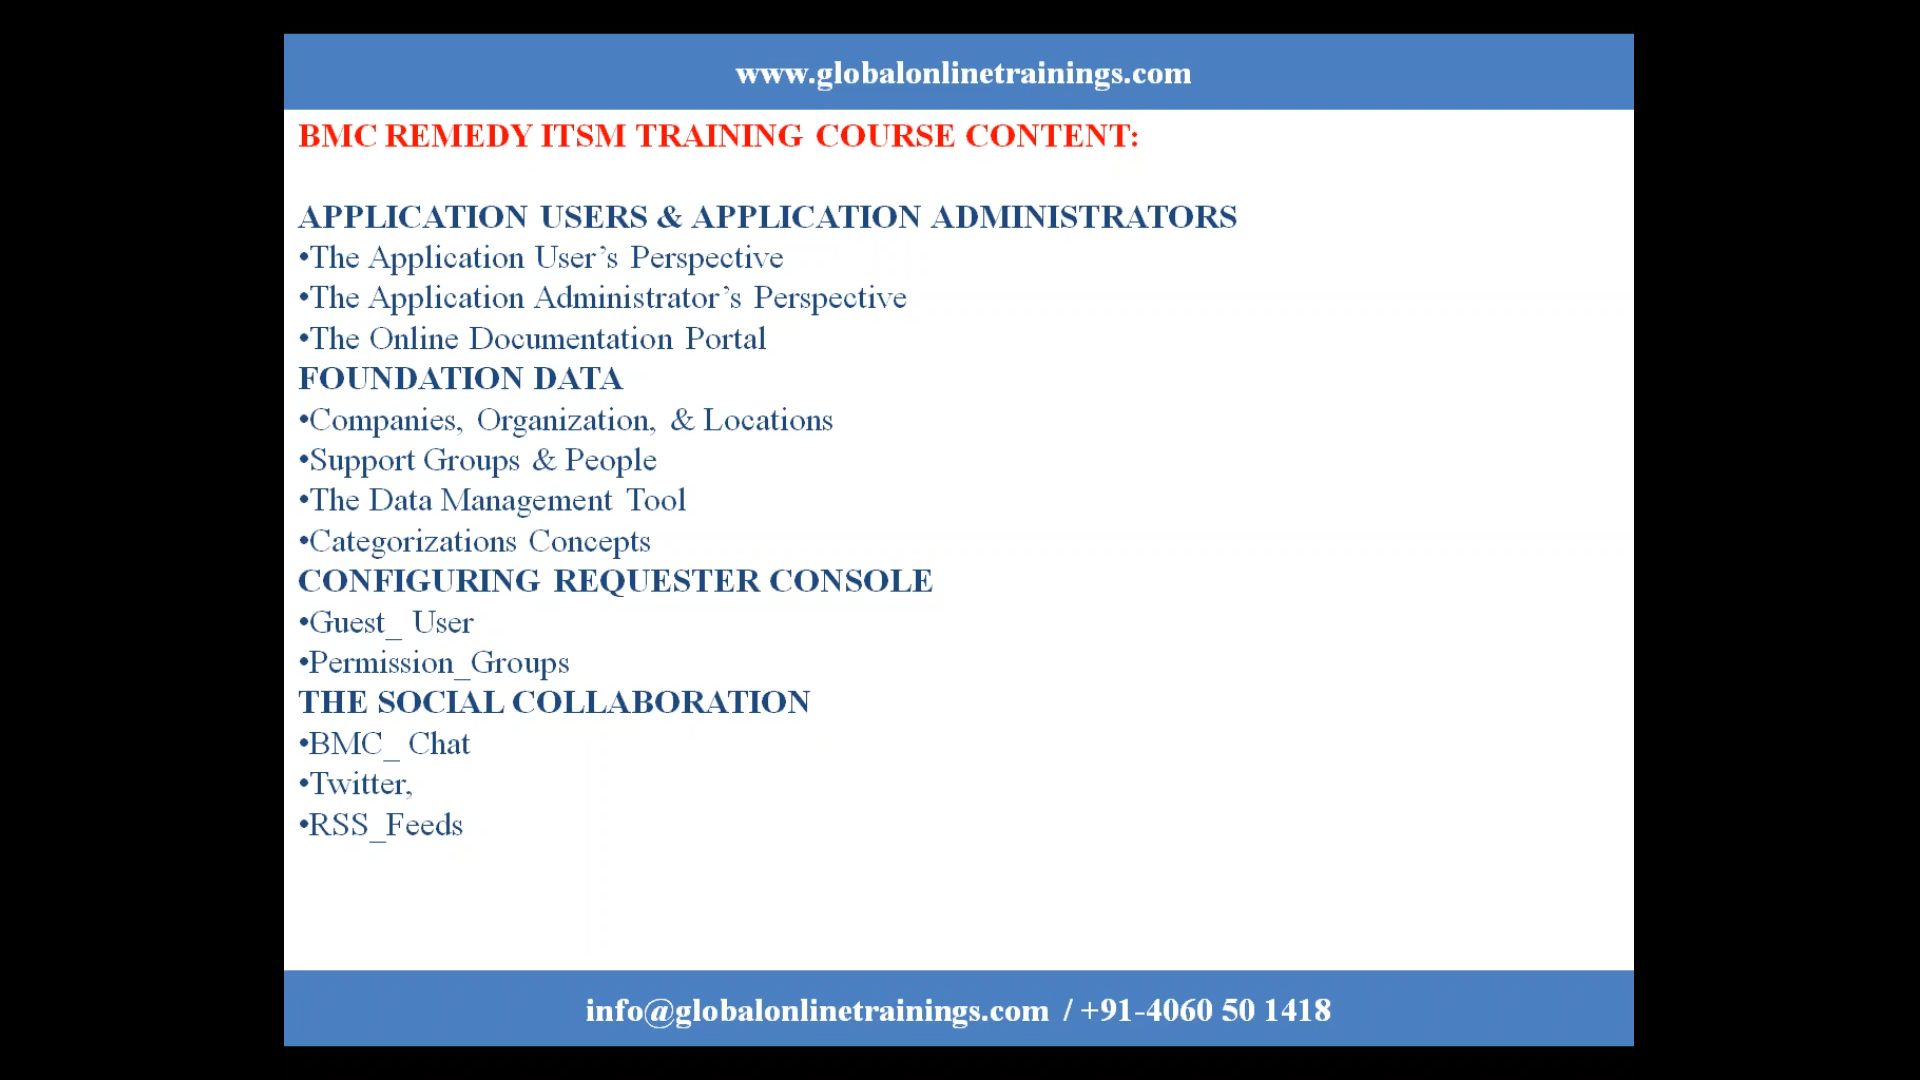 www.globalonlinetrainings.com
BMC REMEDY ITSM TRAINING COURSE CONTENT:
APPLICATION USERS & APPLICATION ADMINISTRATORS
•The Application User’s Perspective
•The Application Administrator’s Perspective
•The Online Documentation Portal
FOUNDATION DATA
•Companies, Organization, & Locations
•Support Groups & People
•The Data Management Tool
•Categorizations Concepts
CONFIGURING REQUESTER CONSOLE
•Guest_ User
•Permission_Groups
THE SOCIAL COLLABORATION
•BMC_ Chat
•Twitter,
•RSS_Feeds
info@globalonlinetrainings.com / +91-4060 50 1418